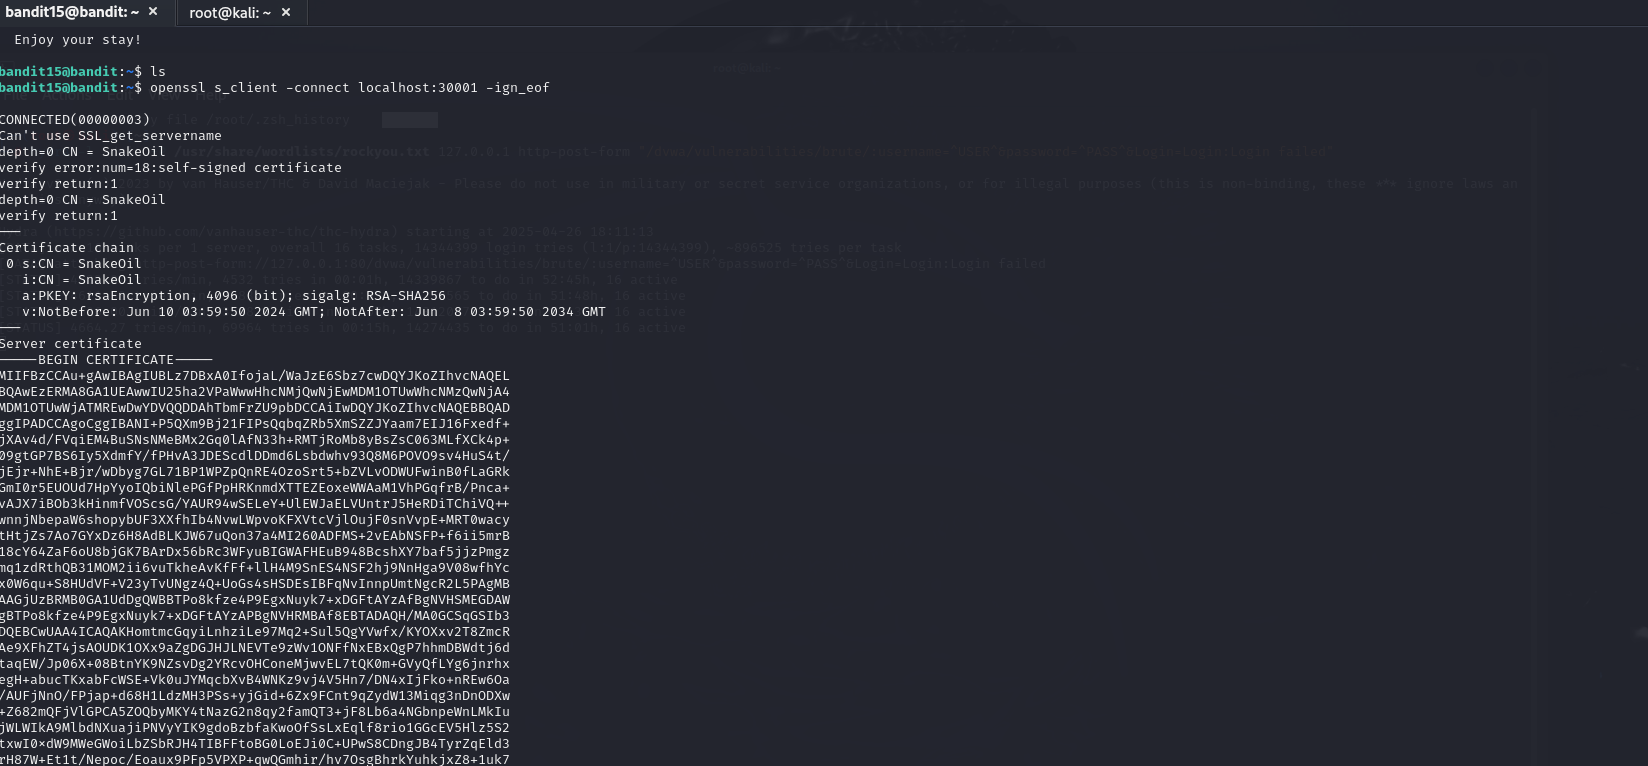 bandit15@bandit: ~ × root@kali: ~ ×
Enjoy your stay!
bandit15@bandit:~$ ls
bandit15@bandit:~$ openssl s_client -connect localhost:30001 -ign_eof
CONNECTED(00000003)
Can't use SSL_get_servername
depth=0 CN = SnakeOil
verify error:num=18:self-signed certificate
verify return:1
depth=0 CN = SnakeOil
verify return:1
---
Certificate chain
0 s:CN = SnakeOil
i:CN = SnakeOil
a:PKEY: rsaEncryption, 4096 (bit); sigalg: RSA-SHA256
v:NotBefore: Jun 10 03:59:50 2024 GMT; NotAfter: Jun  8 03:59:50 2034 GMT
---
Server certificate
-----BEGIN CERTIFICATE-----
MIIFBzCCAu+gAwIBAgIUBLz7DBxA0IfojaL/WaJzE6Sbz7cwDQYJKoZIhvcNAQEL
BQAwEzERMA8GA1UEAwwIU25ha2VPaWwwHhcNMjQwNjEwMDM1OTUwWhcNMzQwNjA4
MDM1OTUwWjATMREwDwYDVQQDDAhTbmFrZU9pbDCCAiIwDQYJKoZIhvcNAQEBBQAD
ggIPADCCAgoCggIBANI+P5QXm9Bj21FIPsQqbqZRb5XmSZZJYaam7EIJ16Fxedf+
jXAv4d/FVqiEM4BuSNsNMeBMx2Gq0lAfN33h+RMTjRoMb8yBsZsC063MLfXCk4p+
09gtGP7BS6Iy5XdmfY/fPHvA3JDEScdlDDmd6Lsbdwhv93Q8M6POVO9sv4HuS4t/
jEjr+NhE+Bjr/wDbyg7GL71BP1WPZpQnRE4OzoSrt5+bZVLvODWUFwinB0fLaGRk
GmI0r5EUOUd7HpYyoIQbiNlePGfPpHRKnmdXTTEZEoxeWWAaM1VhPGqfrB/Pnca+
vAJX7iBOb3kHinmfVOScsG/YAUR94wSELeY+UlEWJaELVUntrJ5HeRDiTChiVQ++
wnnjNbepaW6shopybUF3XXfhIb4NvwLWpvoKFXVtcVjlOujF0snVvpE+MRT0wacy
tHtjZs7Ao7GYxDz6H8AdBLKJW67uQon37a4MI260ADFMS+2vEAbNSFP+f6ii5mrB
18cY64ZaF6oU8bjGK7BArDx56bRc3WFyuBIGWAFHEuB948BcshXY7baf5jjzPmgz
mq1zdRthQB31MOM2ii6vuTkheAvKfFf+llH4M9SnES4NSF2hj9NnHga9V08wfhYc
x0W6qu+S8HUdVF+V23yTvUNgz4Q+UoGs4sHSDEsIBFqNvInnpUmtNgcR2L5PAgMB
AAGjUzBRMB0GA1UdDgQWBBTPo8kfze4P9EgxNuyk7+xDGFtAYzAfBgNVHSMEGDAW
gBTPo8kfze4P9EgxNuyk7+xDGFtAYzAPBgNVHRMBAf8EBTADAQH/MA0GCSqGSIb3
DQEBCwUAA4ICAQAKHomtmcGqyiLnhziLe97Mq2+Sul5QgYVwfx/KYOXxv2T8ZmcR
Ae9XFhZT4jsAOUDK1OXx9aZgDGJHJLNEVTe9zWv1ONFfNxEBxQgP7hhmDBWdtj6d
taqEW/Jp06X+08BtnYK9NZsvDg2YRcvOHConeMjwvEL7tQK0m+GVyQfLYg6jnrhx
egH+abucTKxabFcWSE+Vk0uJYMqcbXvB4WNKz9vj4V5Hn7/DN4xIjFko+nREw6Oa
/AUFjNnO/FPjap+d68H1LdzMH3PSs+yjGid+6Zx9FCnt9qZydW13Miqg3nDnODXw
+Z682mQFjVlGPCA5ZOQbyMKY4tNazG2n8qy2famQT3+jF8Lb6a4NGbnpeWnLMkIu
jWLWIkA9MlbdNXuajiPNVyYIK9gdoBzbfaKwoOfSsLxEqlf8rio1GGcEV5Hlz5S2
txwI0×dW9MWeGWoiLbZSbRJH4TIBFFtoBG0LoEJi0C+UPwS8CDngJB4TyrZqEld3
rH87W+Et1t/Nepoc/Eoaux9PFp5VPXP+qwQGmhir/hv7OsgBhrkYuhkjxZ8+1uk7